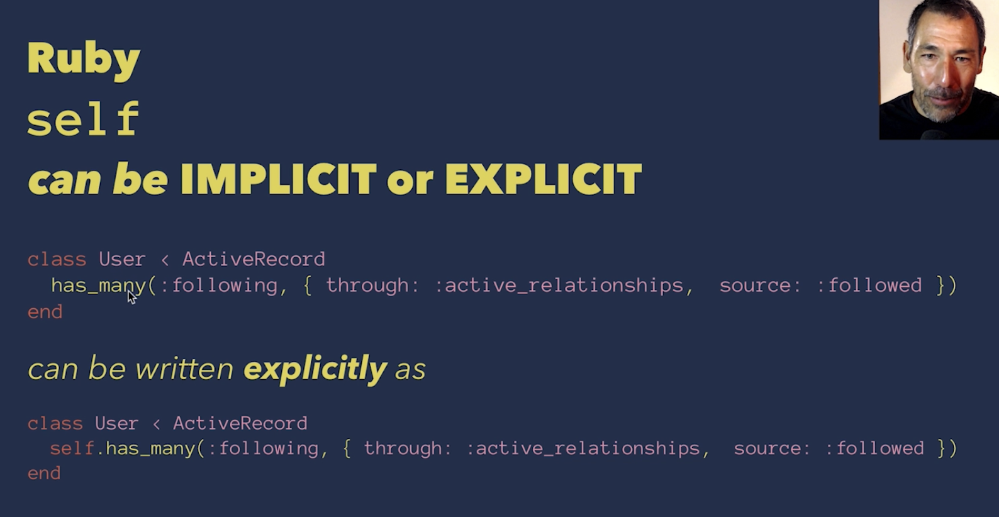 Ruby
self
can be IMPLICIT or EXPLICIT
class User < ActiveRecord
has_many(:following, { through: :active_relationships, source: :followed })
end
can be written explicitly as
class User < ActiveRecord
self.has_many(:following, { through: :active_relationships, source: :followed })
end